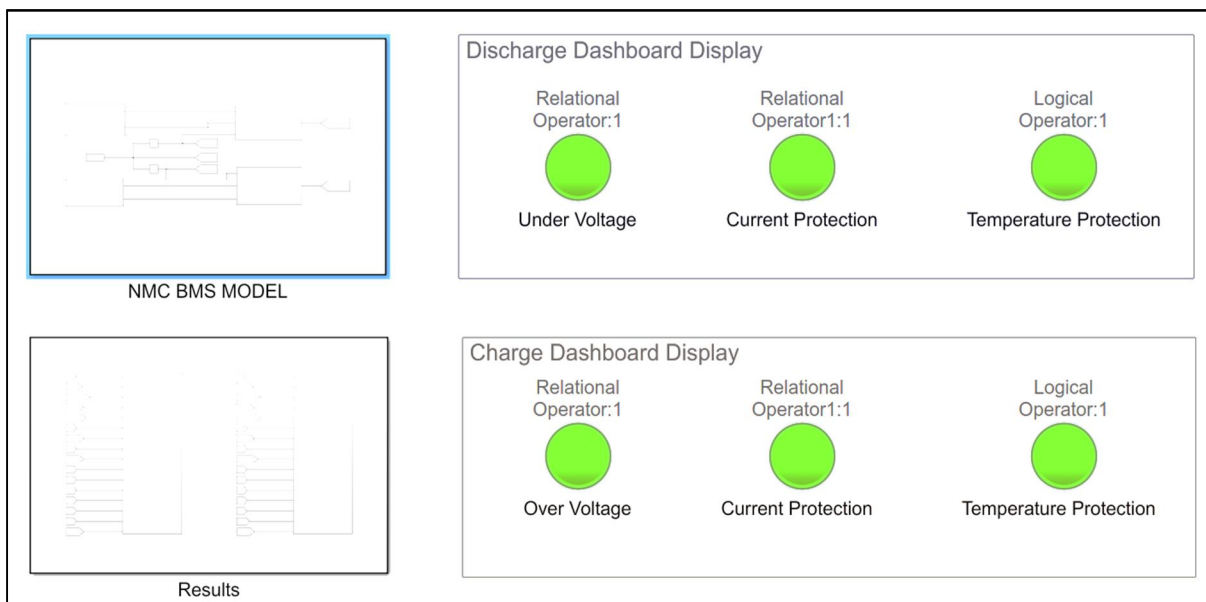 NMC BMS MODEL
Discharge Dashboard Display
Relational
Operator:1
Under Voltage
Relational
Operator1:1
Current Protection
Logical
Operator:1
Temperature Protection
Results
Charge Dashboard Display
Relational
Operator:1
Over Voltage
Relational
Operator1:1
Current Protection
Logical
Operator:1
Temperature Protection